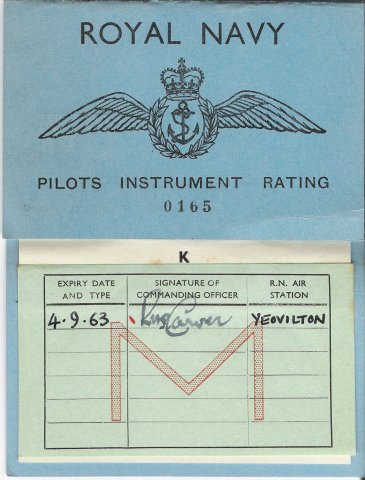 ROYAL NAVY
PILOTS INSTRUMENT RATING
0165
K
EXPIRY DATE AND TYPE
SIGNATURE OF COMMANDING OFFICER
R.N. AIR STATION
4.9.63 Carver YEOVILTON
M